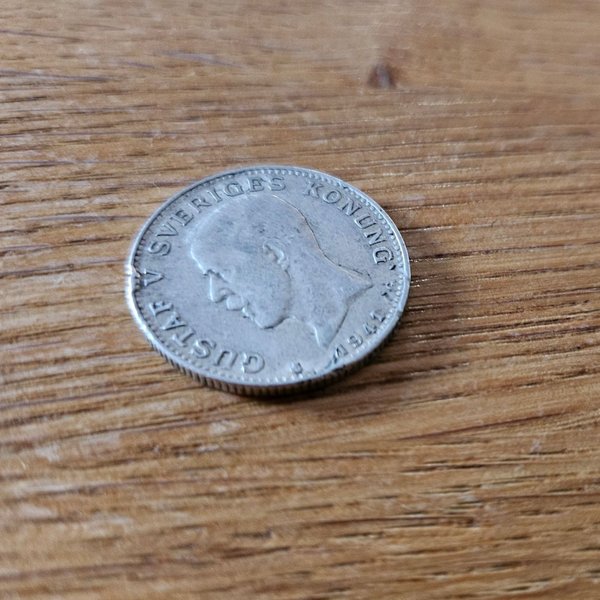 GUSTAF V SVERIGES KONUNG
1941